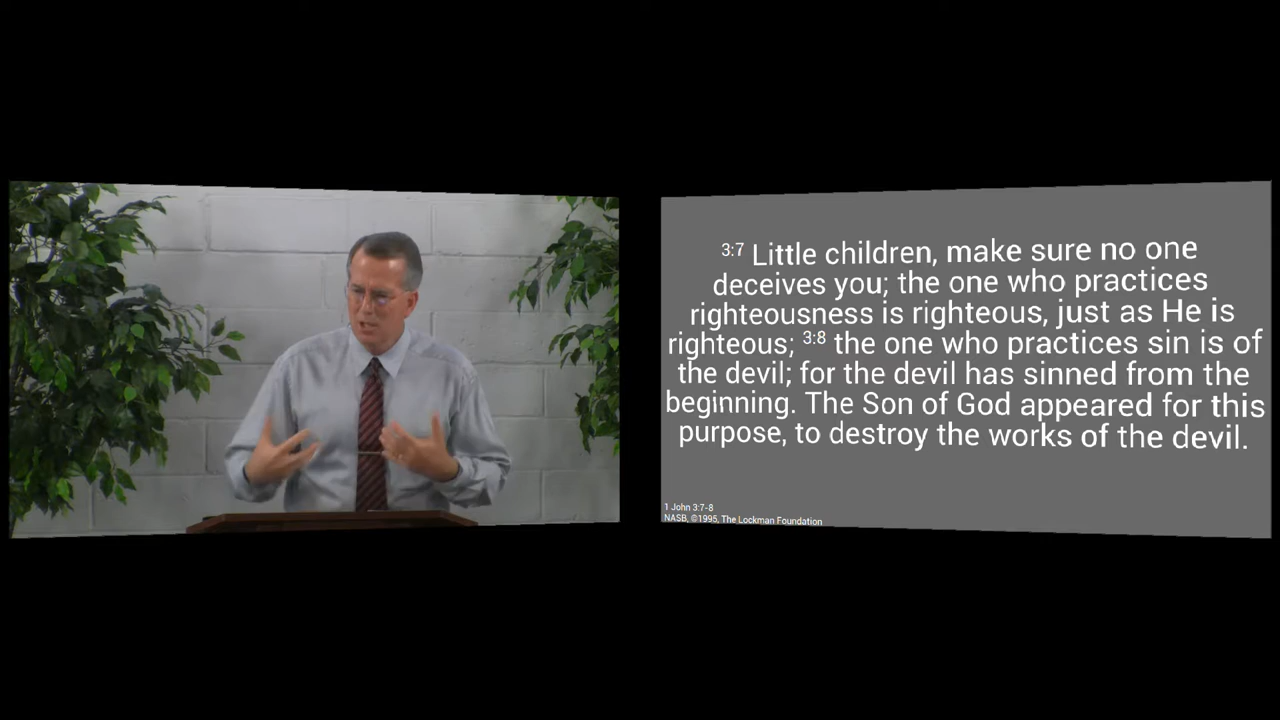 3:7 Little children, make sure no one
deceives you; the one who practices
righteousness is righteous, just as He is
righteous; 3:8 the one who practices sin is of
the devil; for the devil has sinned from the
beginning. The Son of God appeared for this
purpose, to destroy the works of the devil.
1 John 3:7-8
NASB, ©1995, The Lockman Foundation